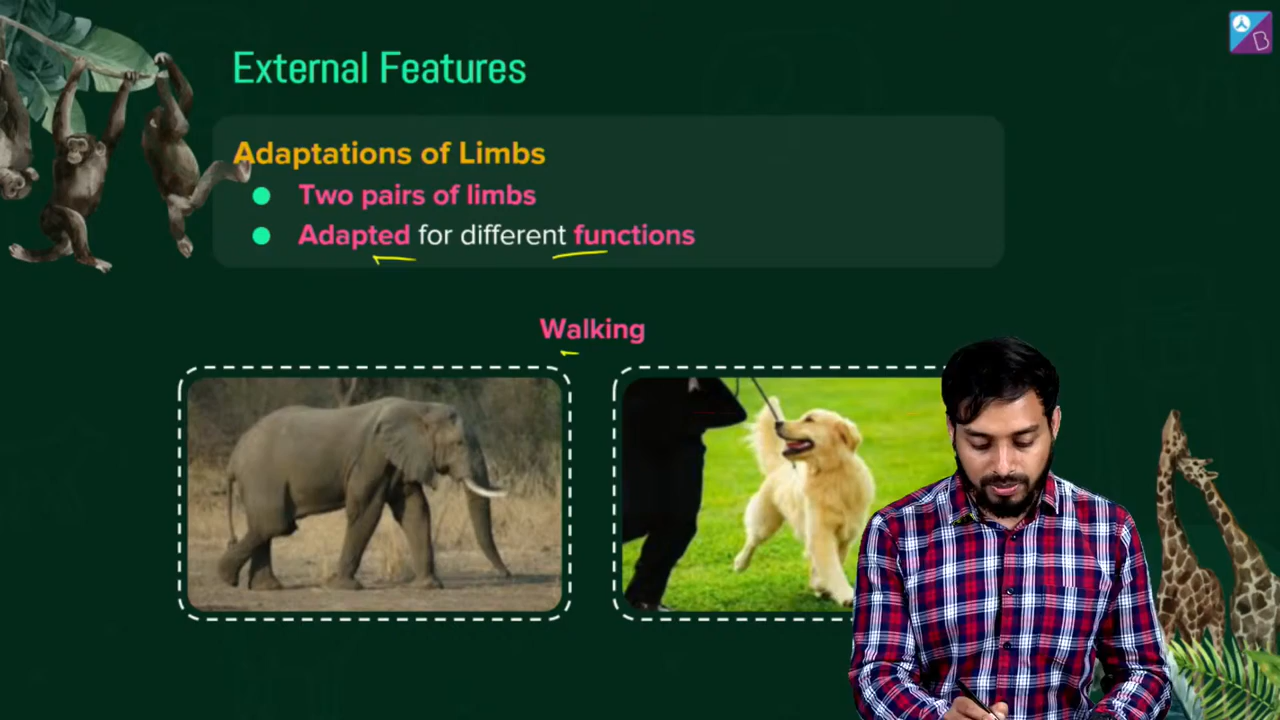 External Features
Adaptations of Limbs
Two pairs of limbs
Adapted for different functions
Walking
B